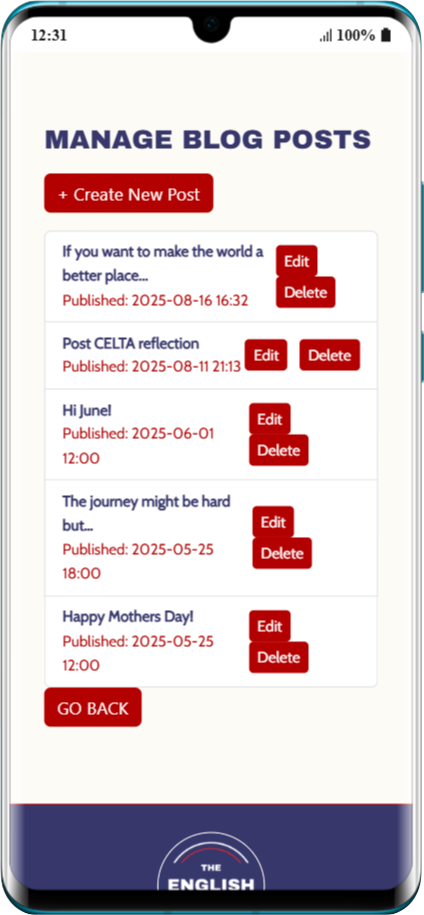 12:31 100%
MANAGE BLOG POSTS
+ Create New Post
If you want to make the world a
better place...
Published: 2025-08-16 16:32
Edit
Delete
Post CELTA reflection
Published: 2025-08-11 21:13
Edit Delete
Hi June!
Published: 2025-06-01
12:00
Edit
Delete
The journey might be hard
but...
Published: 2025-05-25
18:00
Edit
Delete
Happy Mothers Day!
Published: 2025-05-25
12:00
Edit
Delete
GO BACK
THE
ENGLISH